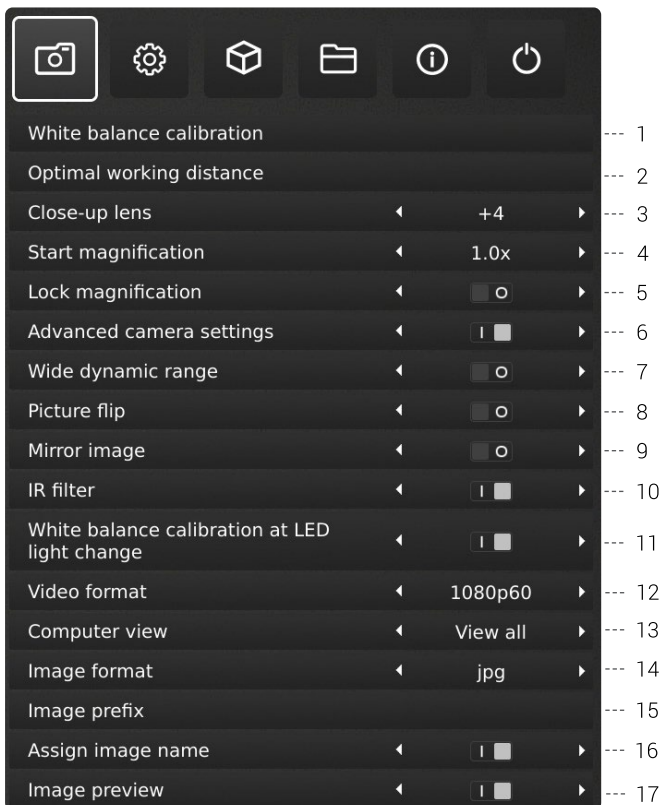 White balance calibration --- 1
Optimal working distance --- 2
Close-up lens +4 --- 3
Start magnification 1.0x --- 4
Lock magnification O --- 5
Advanced camera settings I --- 6
Wide dynamic range O --- 7
Picture flip O --- 8
Mirror image O --- 9
IR filter I --- 10
White balance calibration at LED
light change I --- 11
Video format 1080p60 --- 12
Computer view View all --- 13
Image format jpg --- 14
Image prefix --- 15
Assign image name I --- 16
Image preview I --- 17